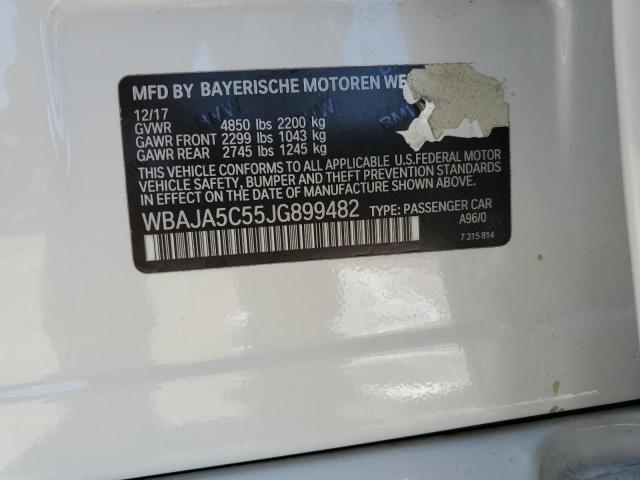 MFD BY BAYERISCHE MOTOREN WE
12/17
GVWR 4850 lbs 2200 kg
GAWR FRONT 2299 lbs 1043 kg
GAWR REAR 2745 lbs 1245 kg
THIS VEHICLE CONFORMS TO ALL APPLICABLE U.S.FEDERAL MOTOR
VEHICLE SAFETY, BUMPER AND THEFT PREVENTION STANDARDS
IN EFFECT ON THE DATE OF MANUFACTURE SHOWN ABOVE.
WBAJA5C55JG899482 TYPE: PASSENGER CAR
A96/0
7 315 814